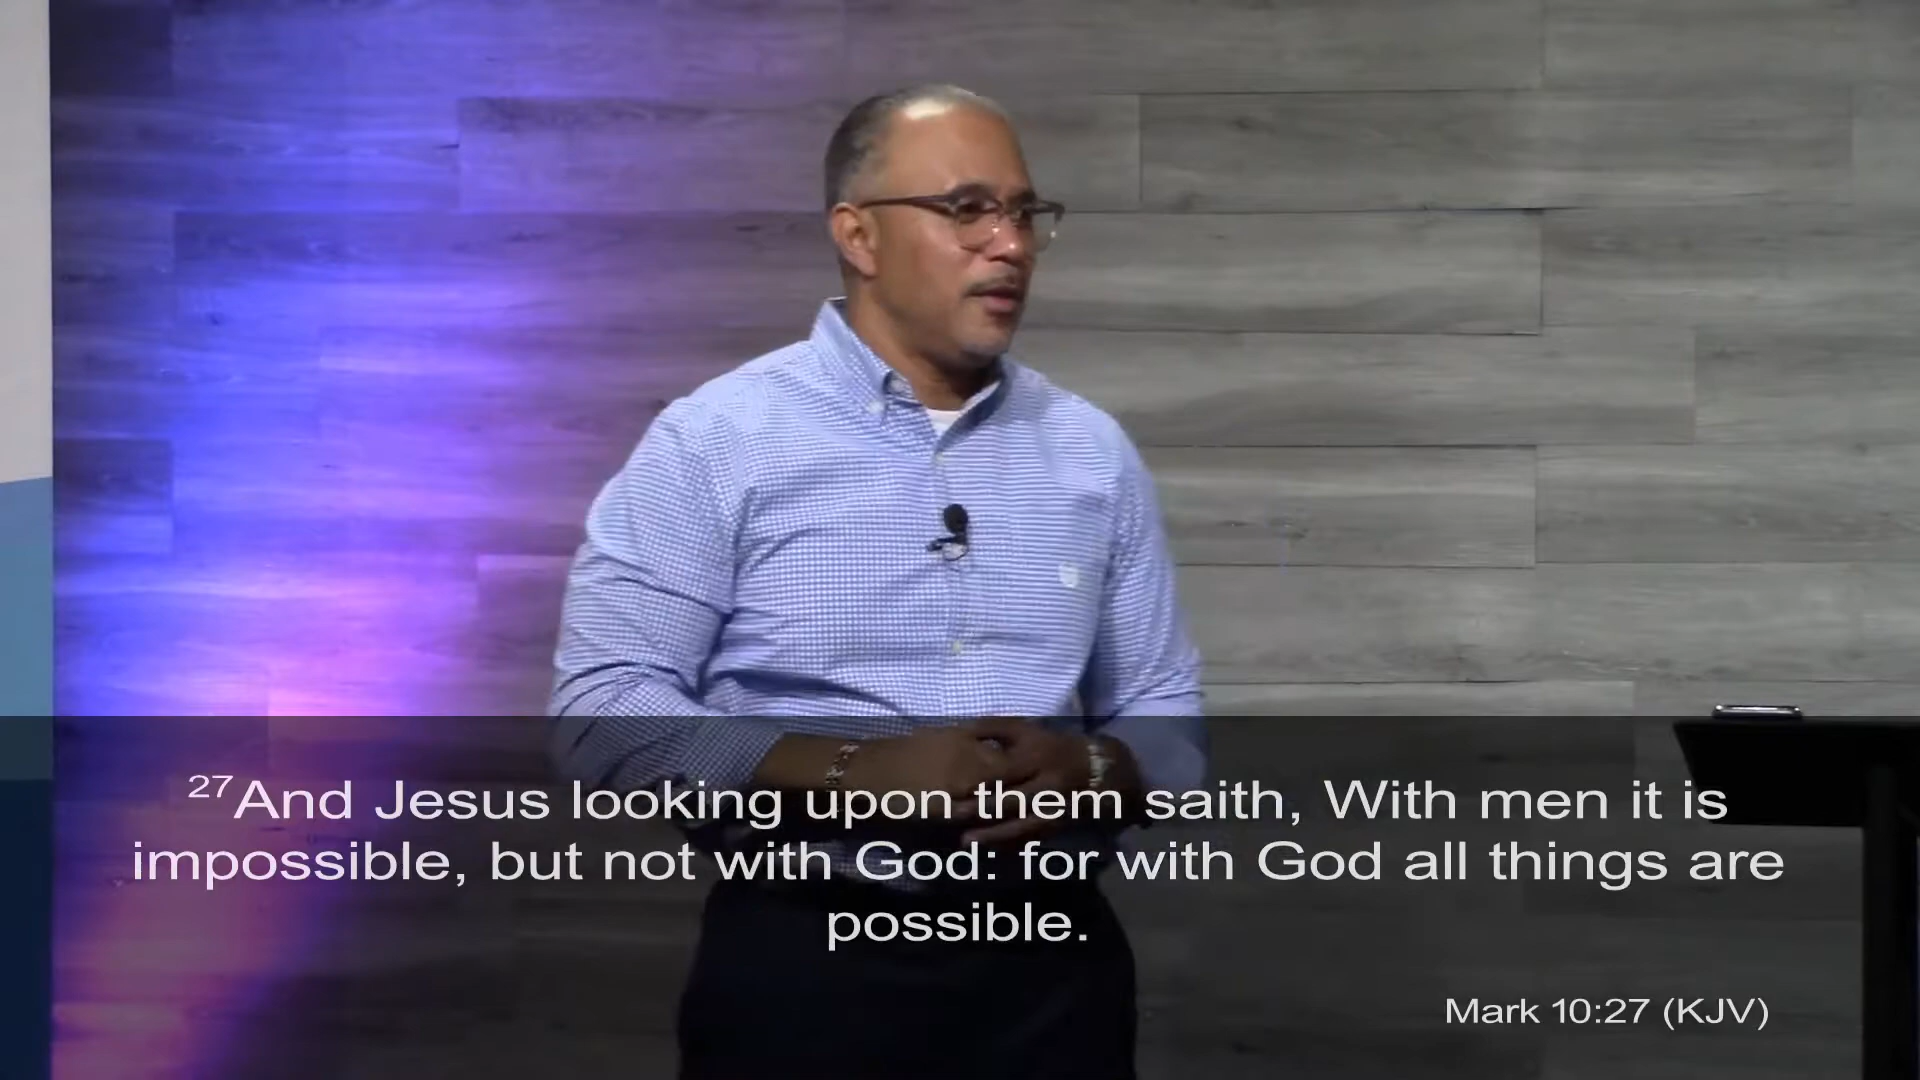 27And Jesus looking upon them saith, With men it is
impossible, but not with God: for with God all things are
possible.
Mark 10:27 (KJV)